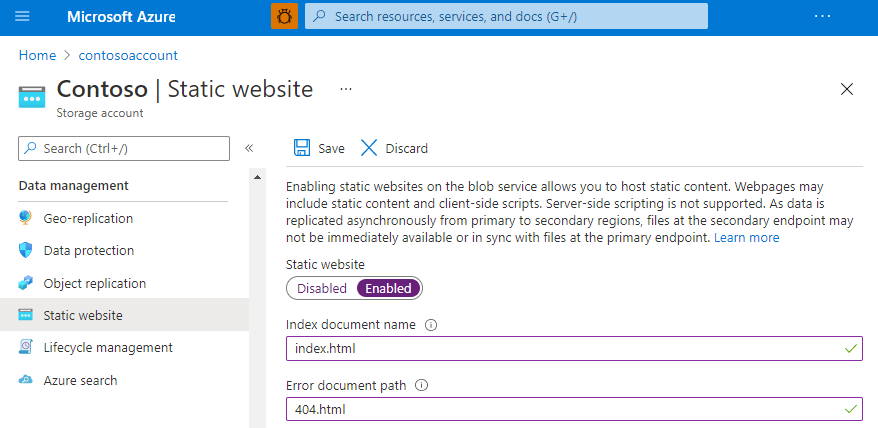 Microsoft Azure
Search resources, services, and docs (G+/)
...
Home > contosoaccount
Contoso | Static website ...
Storage account
Search (Ctrl+/) «
Save Discard
Data management
Geo-replication
Data protection
Object replication
Static website
Lifecycle management
Azure search
Enabling static websites on the blob service allows you to host static content. Webpages may
include static content and client-side scripts. Server-side scripting is not supported. As data is
replicated asynchronously from primary to secondary regions, files at the secondary endpoint may
not be immediately available or in sync with files at the primary endpoint. Learn more
Static website
Disabled Enabled
Index document name
index.html
Error document path
404.html